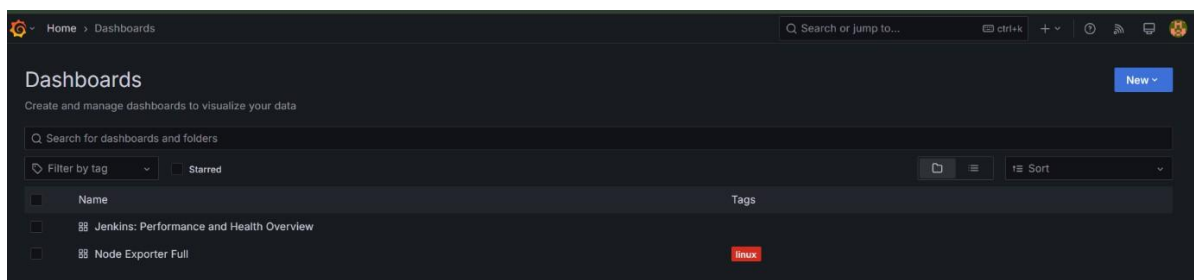 Home › Dashboards Search or jump to... ctrl+k
Dashboards
New
Create and manage dashboards to visualize your data
Search for dashboards and folders
Filter by tag Starred Sort
Name Tags
Jenkins: Performance and Health Overview
Node Exporter Full linux